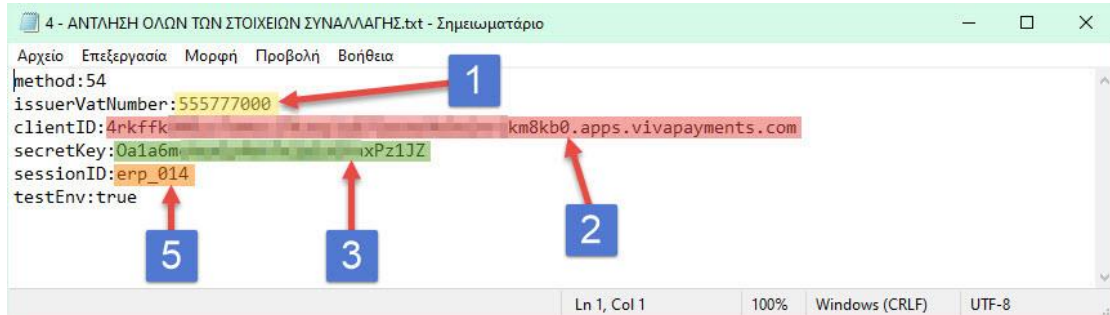 4 - ΑΝΤΛΗΣΗ ΟΛΩΝ ΤΩΝ ΣΤΟΙΧΕΙΩΝ ΣΥΝΑΛΛΑΓΗΣ.txt - Σημειωματάριο
Αρχείο Επεξεργασία Μορφή Προβολή Βοήθεια
1
method:54
issuerVatNumber:555777000
clientID:4rkffk km8kb0.apps.vivapayments.com
secretKey:0a1a6m xPz1JZ
sessionID:erp_014
testEnv:true
2
5 3
Ln 1, Col 1 100% Windows (CRLF) UTF-8